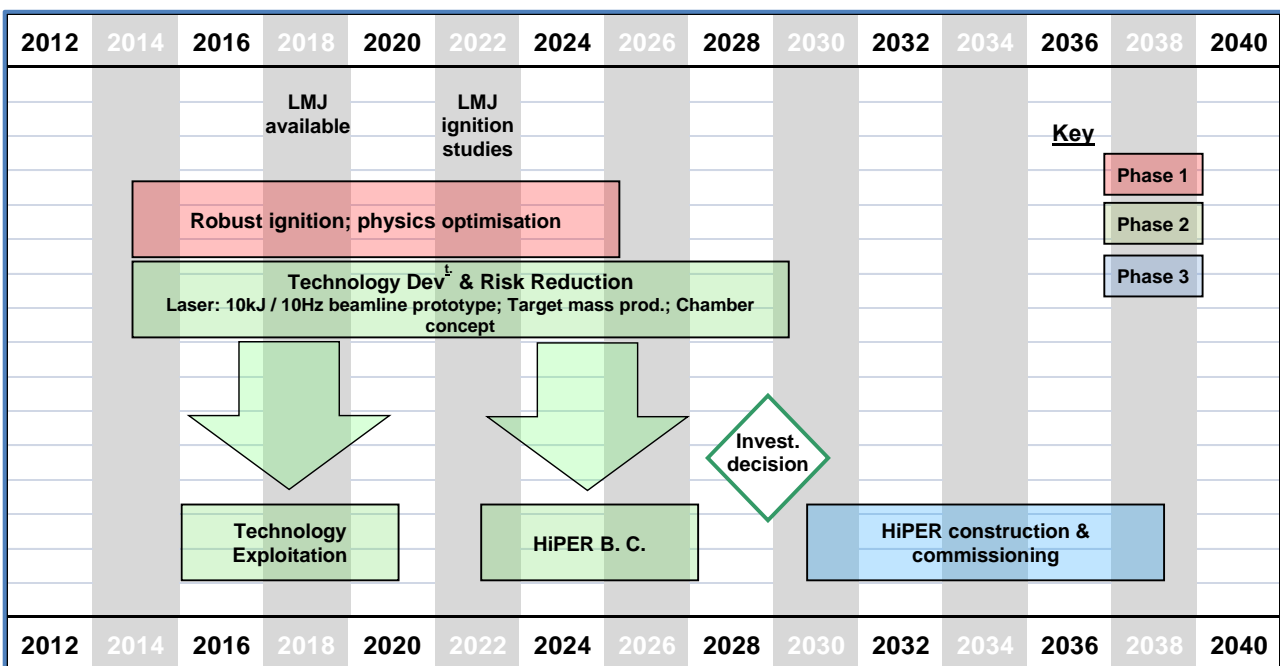 2012 2014 2016 2018 2020 2022 2024 2026 2028 2030 2032 2034 2036 2038 2040
LMJ
available
LMJ
ignition
studies
Key
Phase 1
Phase 2
Phase 3
Robust ignition; physics optimisation
Technology Devt. & Risk Reduction
Laser: 10kJ / 10Hz beamline prototype; Target mass prod.; Chamber
concept
Invest.
decision
Technology
Exploitation
HiPER B. C.
HiPER construction &
commissioning
2012 2014 2016 2018 2020 2022 2024 2026 2028 2030 2032 2034 2036 2038 2040